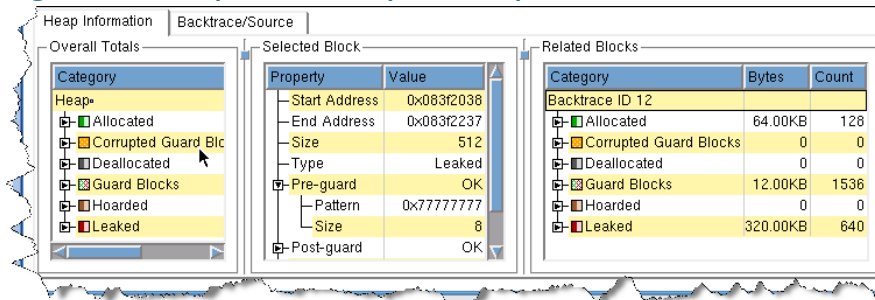 Heap Information
Backtrace/Source
Overall Totals
Category
Heap
Allocated
Corrupted Guard Blo
Deallocated
Guard Blocks
Hoarded
Leaked
Selected Block
Property Value
Start Address 0x083f2038
End Address 0x083f2237
Size 512
Type Leaked
Pre-guard OK
Pattern 0x77777777
Size 8
Post-guard OK
Related Blocks
Category Bytes Count
Backtrace ID 12
Allocated 64.00KB 128
Corrupted Guard Blocks 0 0
Deallocated 0 0
Guard Blocks 12.00KB 1536
Hoarded 0 0
Leaked 320.00KB 640